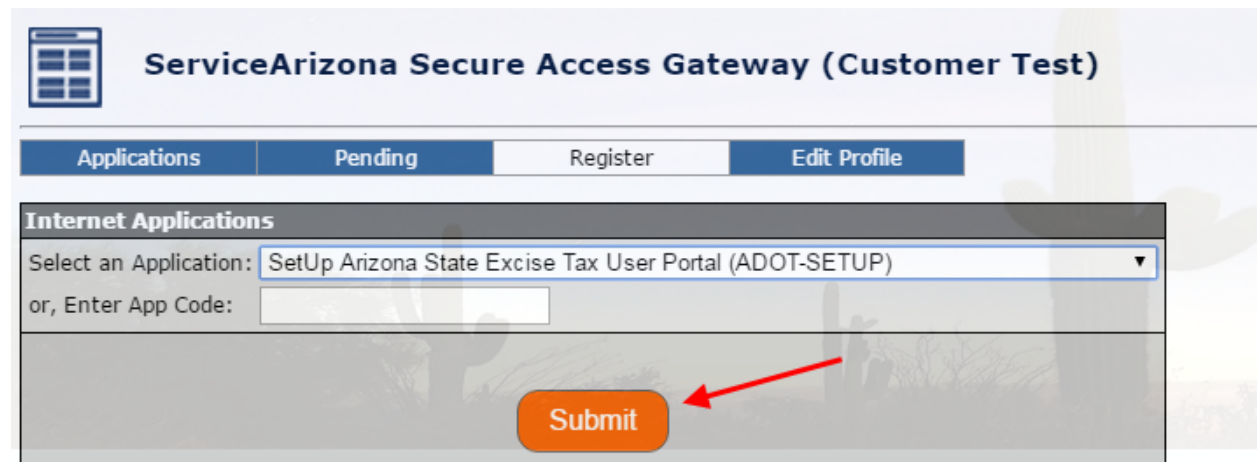 ServiceArizona Secure Access Gateway (Customer Test)
Applications Pending Register Edit Profile
Internet Applications
Select an Application: SetUp Arizona State Excise Tax User Portal (ADOT-SETUP)
or, Enter App Code:
Submit